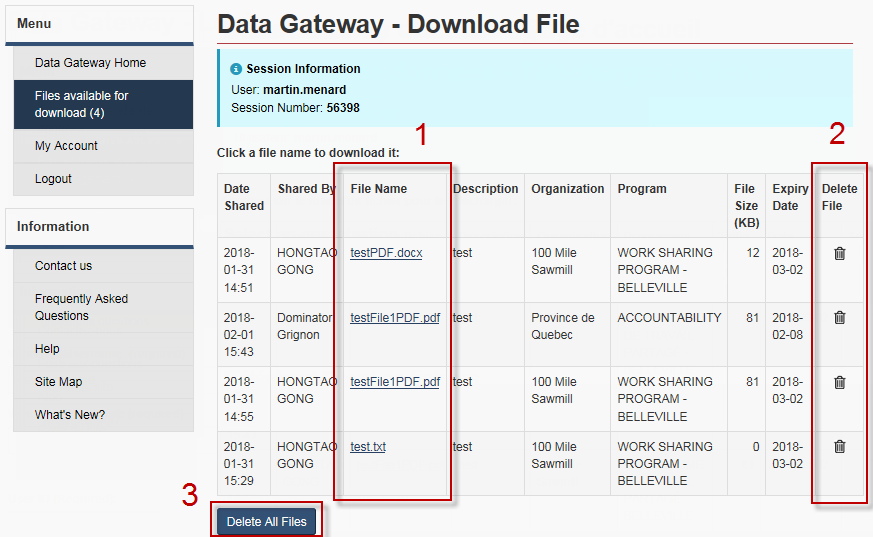 Menu
Data Gateway Home
Files available for
download (4)
My Account
Logout
Information
Contact us
Frequently Asked
Questions
Help
Site Map
What's New?
Data Gateway - Download File
Session Information
User: martin.menard
Session Number: 56398
1
2
Click a file name to download it:
Date Shared By File Name Description Organization Program File Expiry Delete
Shared Size Date File
(KB)
2018- HONGTAO testPDF.docx test 100 Mile WORK SHARING 12 2018-
01-31 GONG Sawmill PROGRAM - 03-02
14:51 BELLEVILLE
2018- Dominator testFile1PDF.pdf test Province de ACCOUNTABILITY 81 2018-
02-01 Grignon Quebec 02-08
15:43
2018- HONGTAO testFile1PDF.pdf test 100 Mile WORK SHARING 81 2018-
01-31 GONG Sawmill PROGRAM - 03-02
14:55 BELLEVILLE
2018- HONGTAO test.txt test 100 Mile WORK SHARING 0 2018-
01-31 GONG Sawmill PROGRAM - 03-02
15:29 BELLEVILLE
3
Delete All Files